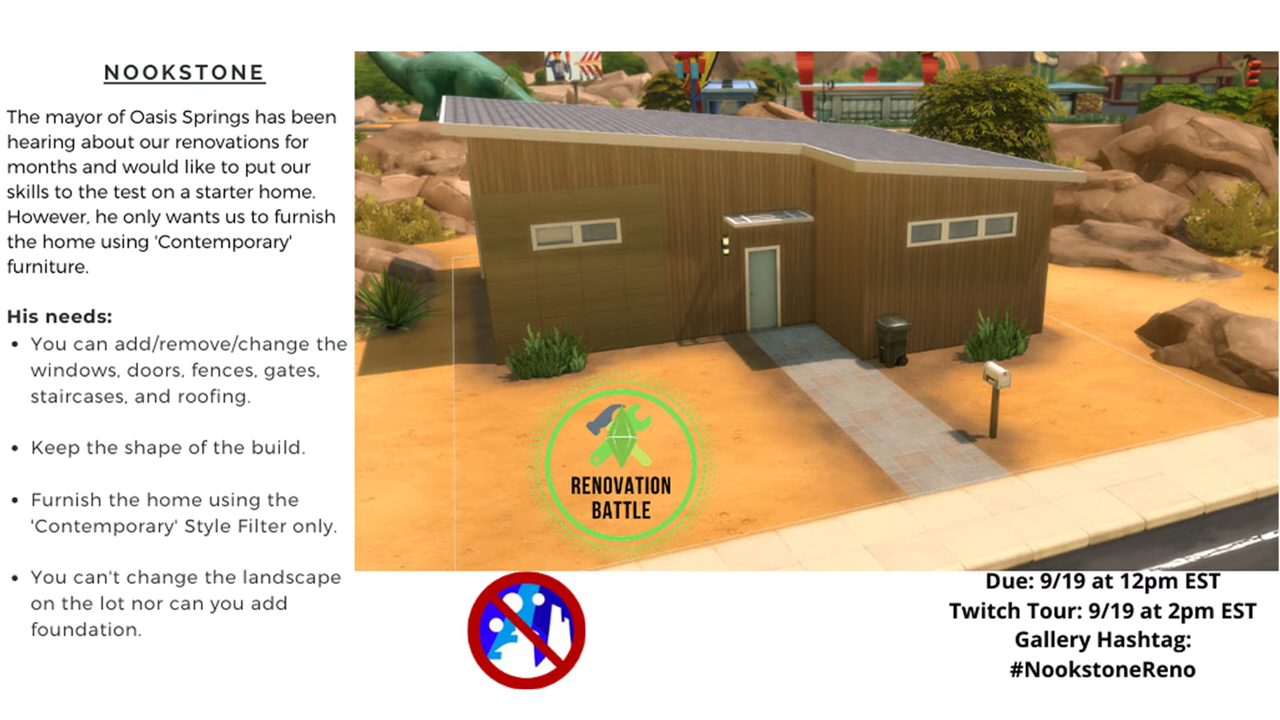 NOOKSTONE
The mayor of Oasis Springs has been
hearing about our renovations for
months and would like to put our
skills to the test on a starter home.
However, he only wants us to furnish
the home using 'Contemporary'
furniture.
His needs:
• You can add/remove/change the
windows, doors, fences, gates,
staircases, and roofing.
• Keep the shape of the build.
• Furnish the home using the
'Contemporary' Style Filter only.
• You can't change the landscape
on the lot nor can you add
foundation.
RENOVATION
BATTLE
Due: 9/19 at 12pm EST
Twitch Tour: 9/19 at 2pm EST
Gallery Hashtag:
#NookstoneReno